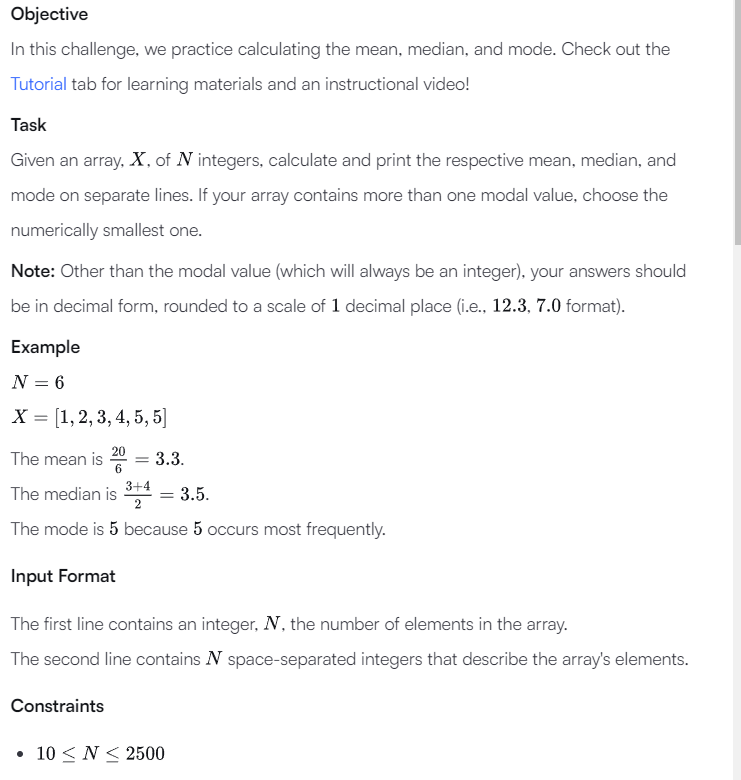 Objective
In this challenge, we practice calculating the mean, median, and mode. Check out the
Tutorial tab for learning materials and an instructional video!
Task
Given an array, X, of N integers, calculate and print the respective mean, median, and
mode on separate lines. If your array contains more than one modal value, choose the
numerically smallest one.
Note: Other than the modal value (which will always be an integer), your answers should
be in decimal form, rounded to a scale of 1 decimal place (i.e., 12.3, 7.0 format).
Example
N = 6
X = [1, 2, 3, 4, 5, 5]
The mean is 20/6 = 3.3.
The median is 3+4/2 = 3.5.
The mode is 5 because 5 occurs most frequently.
Input Format
The first line contains an integer, N, the number of elements in the array.
The second line contains N space-separated integers that describe the array's elements.
Constraints
• 10 ≤ N ≤ 2500